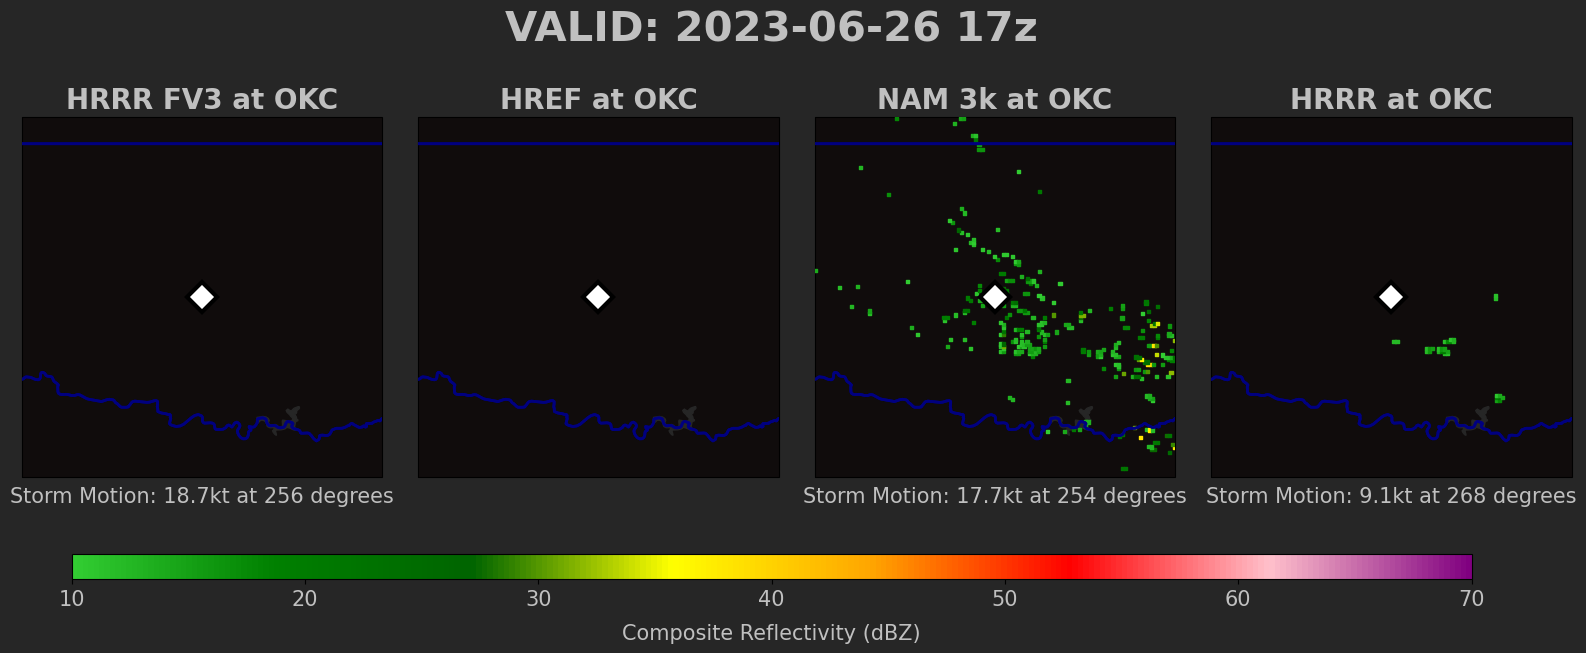 VALID: 2023-06-26 17z
HRRR FV3 at OKC
HREF at OKC
NAM 3k at OKC
HRRR at OKC
Storm Motion: 18.7kt at 256 degrees
Storm Motion: 17.7kt at 254 degrees
Storm Motion: 9.1kt at 268 degrees
10 20 30 40 50 60 70
Composite Reflectivity (dBZ)